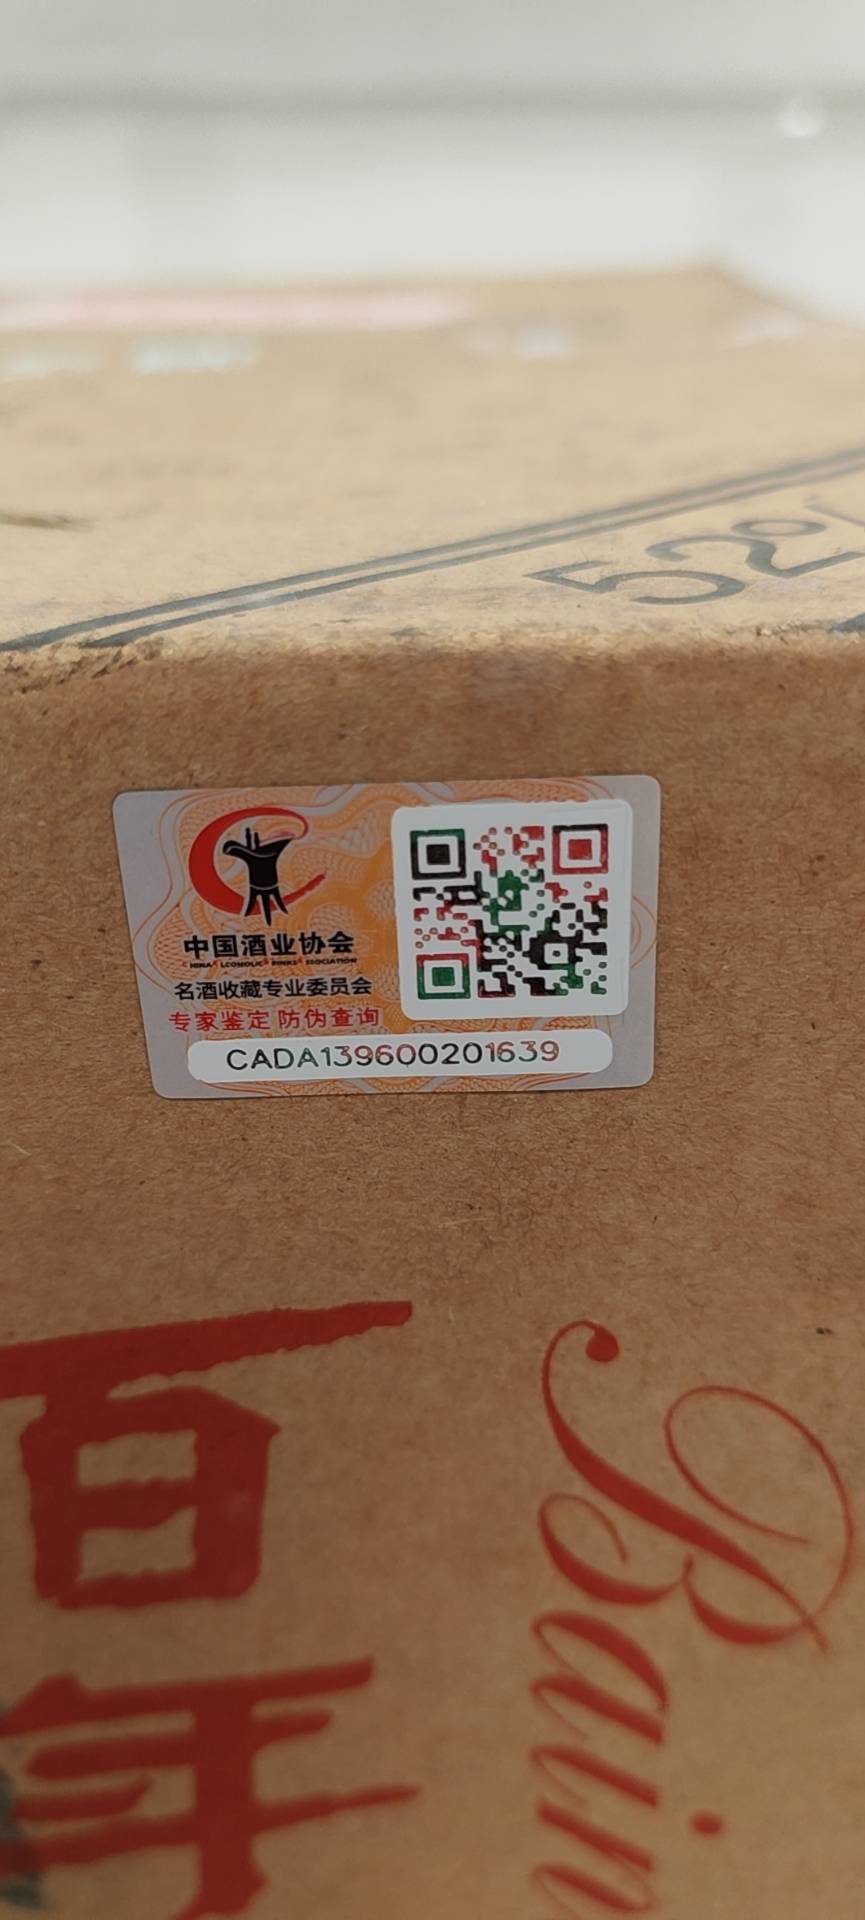 52%
中国酒业协会
CHINA ALCOHOLIC DRINKS ASSOCIATION
名酒收藏专业委员会
专家鉴定 防伪查询
CADA139600201639
百年
Bain